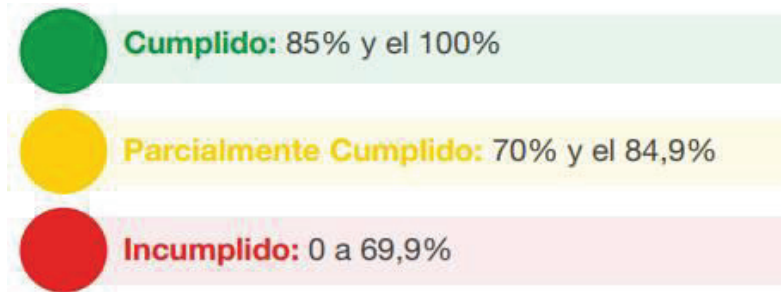 Cumplido: 85% y el 100%
Parcialmente Cumplido: 70% y el 84,9%
Incumplido: 0 a 69,9%